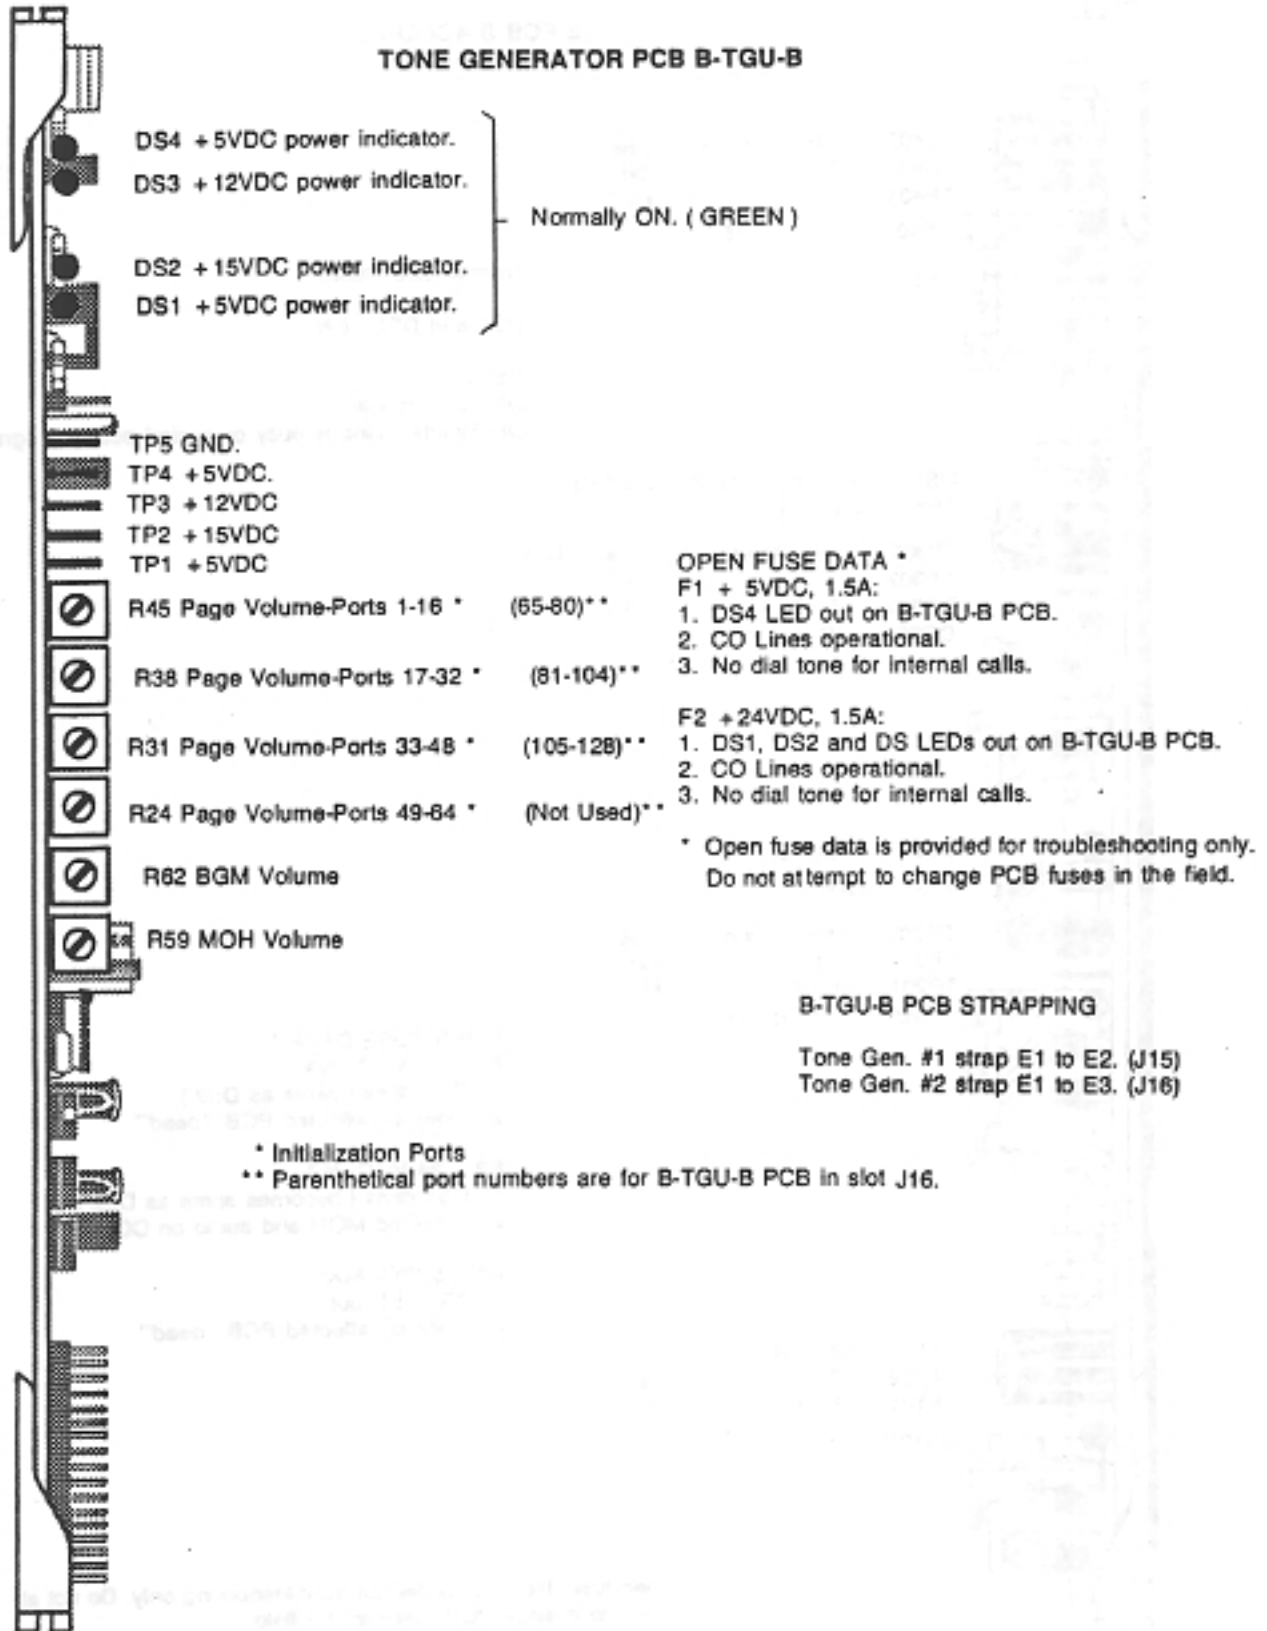 TONE GENERATOR PCB B-TGU-B
DS4 +5VDC power indicator.
DS3 +12VDC power indicator.
Normally ON. ( GREEN )
DS2 +15VDC power indicator.
DS1 +5VDC power indicator.
TP5 GND.
TP4 +5VDC.
TP3 +12VDC
TP2 +15VDC
TP1 +5VDC
R45 Page Volume-Ports 1-16 * (65-80)**
R38 Page Volume-Ports 17-32 * (81-104)**
R31 Page Volume-Ports 33-48 * (105-128)**
R24 Page Volume-Ports 49-64 * (Not Used)**
R62 BGM Volume
R59 MOH Volume
OPEN FUSE DATA *
F1 + 5VDC, 1.5A:
1. DS4 LED out on B-TGU-B PCB.
2. CO Lines operational.
3. No dial tone for internal calls.
F2 +24VDC, 1.5A:
1. DS1, DS2 and DS LEDs out on B-TGU-B PCB.
2. CO Lines operational.
3. No dial tone for internal calls.
* Open fuse data is provided for troubleshooting only.
Do not attempt to change PCB fuses in the field.
B-TGU-B PCB STRAPPING
Tone Gen. #1 strap E1 to E2. (J15)
Tone Gen. #2 strap E1 to E3. (J16)
* Initialization Ports
** Parenthetical port numbers are for B-TGU-B PCB in slot J16.